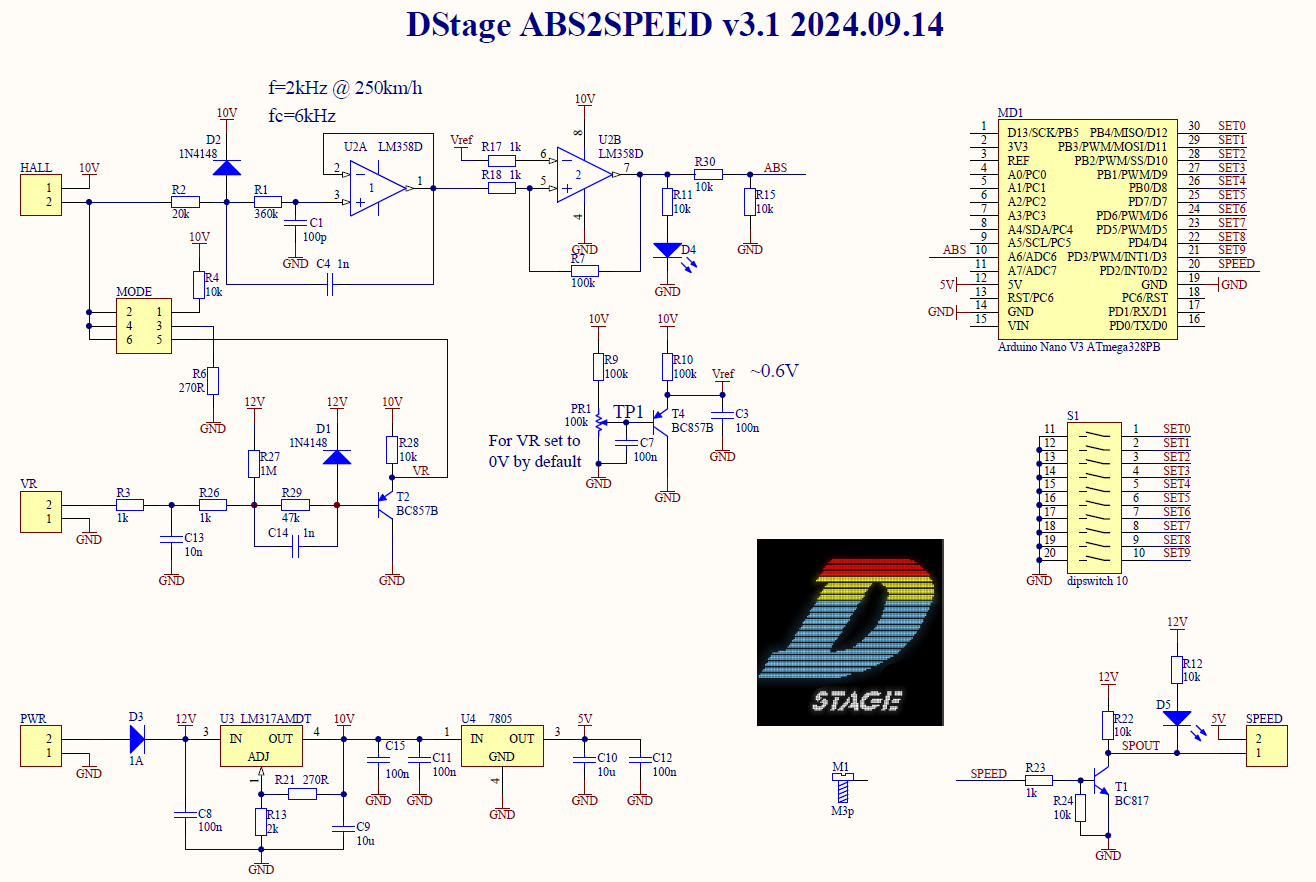 DStage ABS2SPEED v3.1 2024.09.14
f=2kHz @ 250km/h
fc=6kHz
HALL
1
2
10V
R2
20k
10V
D2
1N4148
R1
360k
C1
100p
GND
C4 1n
U2A LM358D
2
3
1
1
Vref
R17 1k
R18 1k
10V
8
U2B
LM358D
6
5
2
7
4
GND
R7
100k
R11
10k
D4
GND
R30
10k
R15
10k
GND
ABS
10V
R4
10k
MODE
2 1
4 3
6 5
R6
270R
GND
10V
R9
100k
PR1
100k
TP1
C7
100n
GND
10V
R10
100k
T4
BC857B
GND
Vref
~0.6V
C3
100n
GND
For VR set to
0V by default
VR
2
1
GND
R3
1k
C13
10n
GND
R26
1k
12V
R27
1M
R29
47k
C14 1n
12V
D1
1N4148
10V
R28
10k
VR
T2
BC857B
GND
MD1
1 D13/SCK/PB5 PB4/MISO/D12 30 SET0
2 3V3 PB3/PWM/MOSI/D11 29 SET1
3 REF PB2/PWM/SS/D10 28 SET2
4 A0/PC0 PB1/PWM/D9 27 SET3
5 A1/PC1 PB0/D8 26 SET4
6 A2/PC2 PD7/D7 25 SET5
7 A3/PC3 PD6/PWM/D6 24 SET6
8 A4/SDA/PC4 PD5/PWM/D5 23 SET7
9 A5/SCL/PC5 PD4/D4 22 SET8
ABS 10 A6/ADC6 PD3/PWM/INT1/D3 21 SET9
11 A7/ADC7 PD2/INT0/D2 20 SPEED
5V 12 5V GND 19 GND
13 RST/PC6 PC6/RST 18
GND 14 GND PD1/RX/D1 17
15 VIN PD0/TX/D0 16
Arduino Nano V3 ATmega328PB
S1
11 1 SET0
12 2 SET1
13 3 SET2
14 4 SET3
15 5 SET4
16 6 SET5
17 7 SET6
18 8 SET7
19 9 SET8
20 10 SET9
GND
dipswitch 10
STAGE
PWR
2
1
GND
D3
1A
12V
C8
100n
U3 LM317AMDT
3 IN OUT 4
ADJ
1
R21 270R
R13
2k
GND
10V
C9
10u
C15
100n
GND
C11
100n
GND
U4 7805
1 IN OUT 3
GND
4
GND
5V
C10
10u
GND
C12
100n
GND
M1
M3p
SPEED
R23
1k
R24
10k
12V
R22
10k
SPOUT
T1
BC817
GND
12V
R12
10k
D5
5V
SPEED
2
1